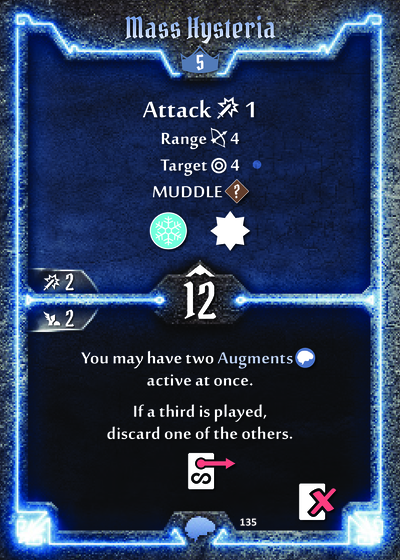 Mass Hysteria
5
Attack 1
Range 4
Target 4
MUDDLE ?
2
12
2
You may have two Augments
active at once.
If a third is played,
discard one of the others.
135